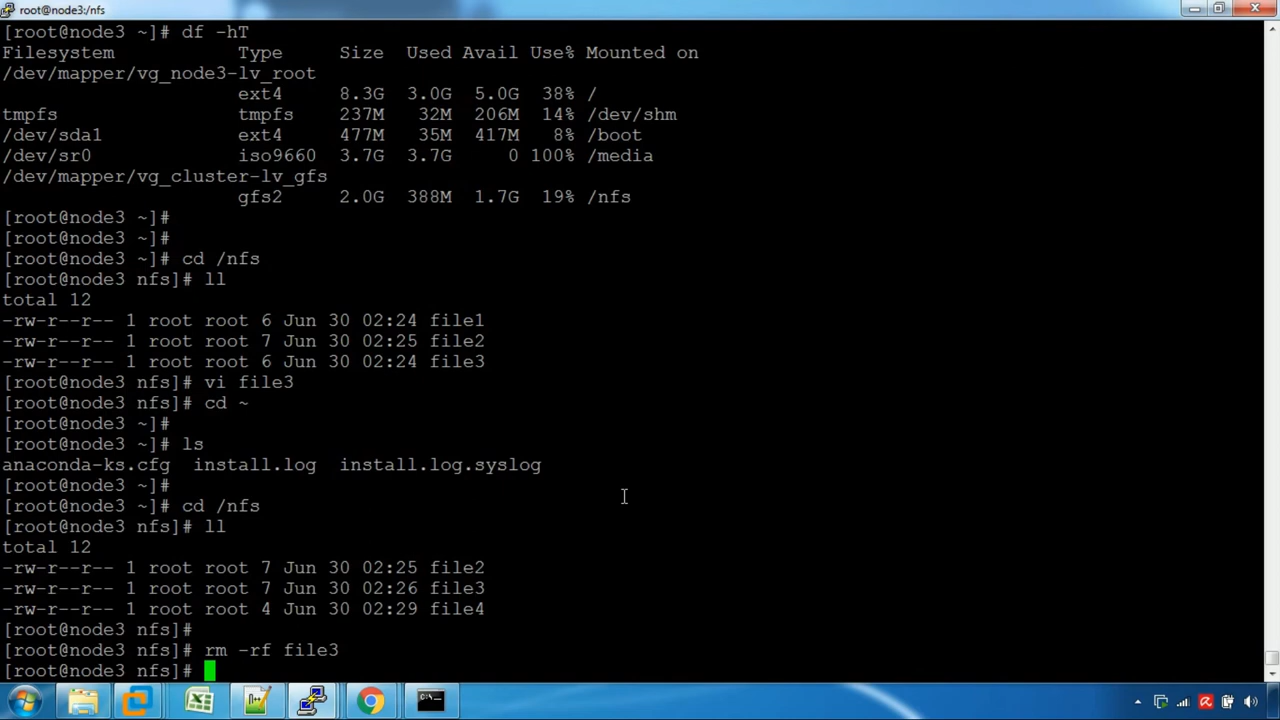 root@node3:/nfs
[root@node3 ~]# df -hT
Filesystem           Type     Size   Used Avail Use% Mounted on
/dev/mapper/vg_node3-lv_root
                     ext4     8.3G   3.0G  5.0G  38% /
tmpfs                tmpfs    237M    32M  206M  14% /dev/shm
/dev/sda1            ext4     477M    35M  417M   8% /boot
/dev/sr0             iso9660  3.7G   3.7G     0 100% /media
/dev/mapper/vg_cluster-lv_gfs
                     gfs2     2.0G   388M  1.7G  19% /nfs
[root@node3 ~]#
[root@node3 ~]#
[root@node3 ~]# cd /nfs
[root@node3 nfs]# ll
total 12
-rw-r--r-- 1 root root 6 Jun 30 02:24 file1
-rw-r--r-- 1 root root 7 Jun 30 02:25 file2
-rw-r--r-- 1 root root 6 Jun 30 02:24 file3
[root@node3 nfs]# vi file3
[root@node3 nfs]# cd ~
[root@node3 ~]#
[root@node3 ~]# ls
anaconda-ks.cfg  install.log  install.log.syslog
[root@node3 ~]#
[root@node3 ~]# cd /nfs
[root@node3 nfs]# ll
total 12
-rw-r--r-- 1 root root 7 Jun 30 02:25 file2
-rw-r--r-- 1 root root 7 Jun 30 02:26 file3
-rw-r--r-- 1 root root 4 Jun 30 02:29 file4
[root@node3 nfs]#
[root@node3 nfs]# rm -rf file3
[root@node3 nfs]#